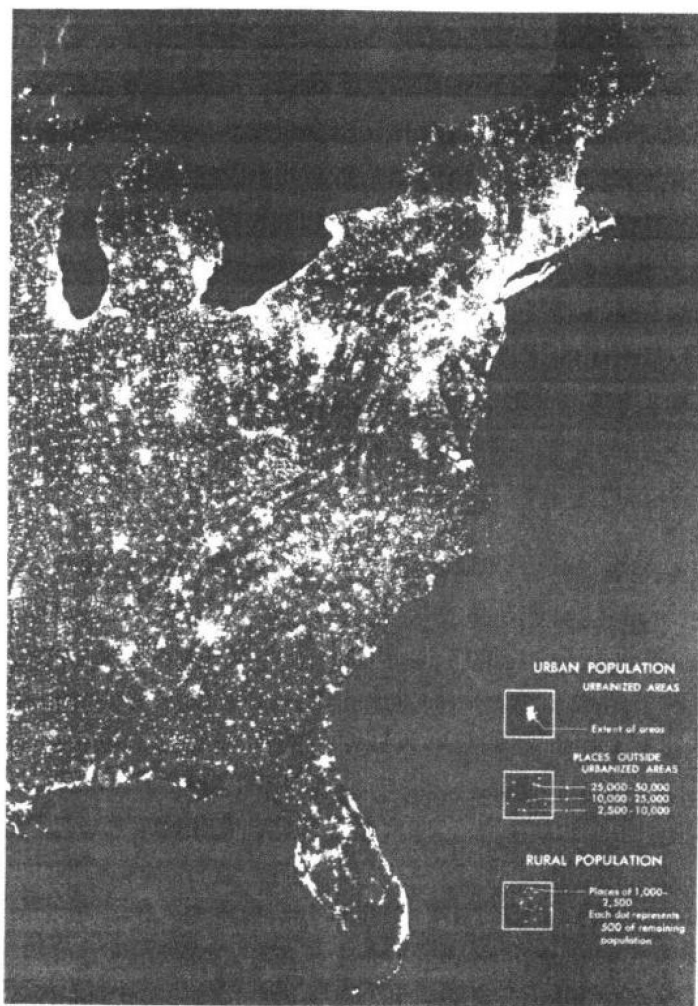 URBAN POPULATION
URBANIZED AREAS
Extent of areas
PLACES OUTSIDE
URBANIZED AREAS
25,000-50,000
10,000-25,000
2,500-10,000
RURAL POPULATION
Places of 1,000-
2,500
Each dot represents
500 of remaining
population